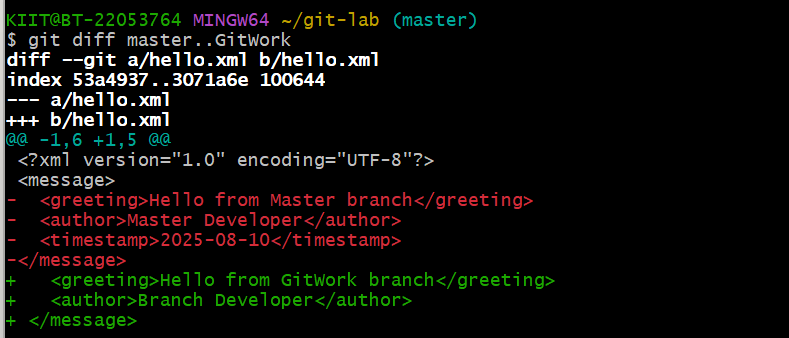 KIIT@BT-22053764 MINGW64 ~/git-lab (master)
$ git diff master..GitWork
diff --git a/hello.xml b/hello.xml
index 53a4937..3071a6e 100644
--- a/hello.xml
+++ b/hello.xml
@@ -1,6 +1,5 @@
 <?xml version="1.0" encoding="UTF-8"?>
 <message>
-  <greeting>Hello from Master branch</greeting>
-  <author>Master Developer</author>
-  <timestamp>2025-08-10</timestamp>
-</message>
+   <greeting>Hello from GitWork branch</greeting>
+   <author>Branch Developer</author>
+ </message>